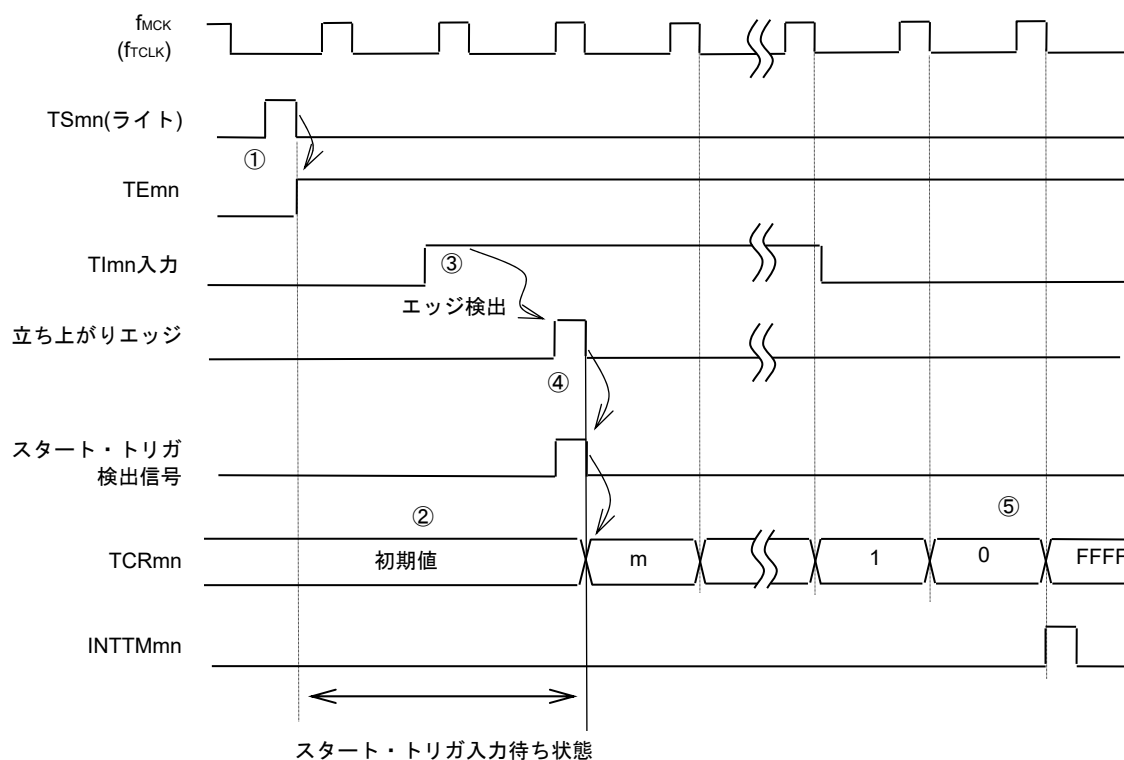 fMCK
(fTCLK)
TSmn(ライト)
①
TEmn
TImn入力
③
エッジ検出
立ち上がりエッジ
④
スタート・トリガ
検出信号
②
⑤
TCRmn
初期値
m
1
0
FFFF
INTTMmn
スタート・トリガ入力待ち状態